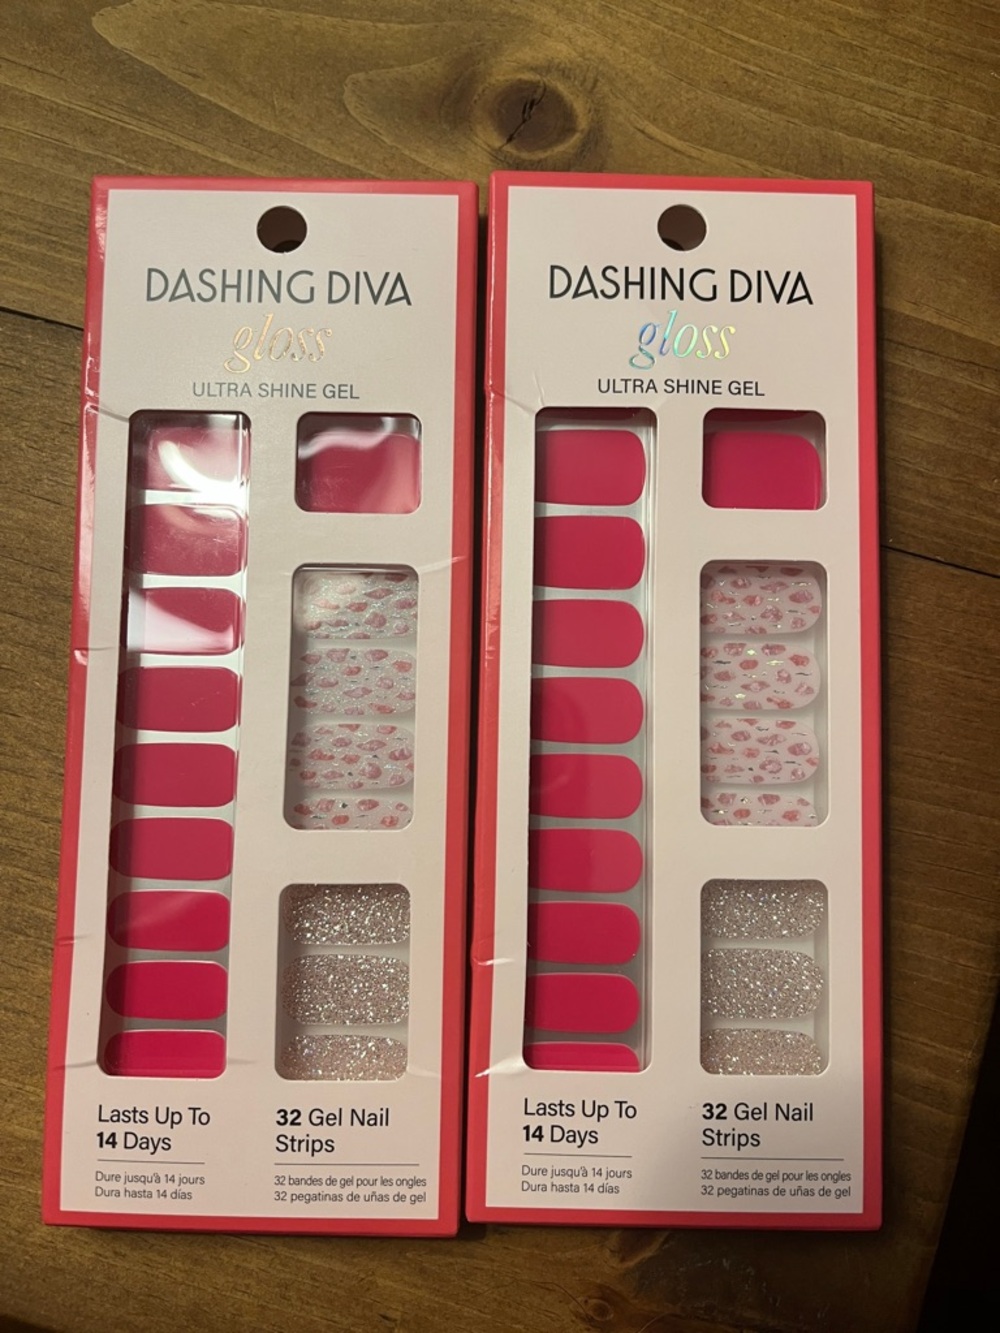 DASHING DIVA
gloss
ULTRA SHINE GEL
Lasts Up To
14 Days
Dure jusqu'à 14 jours
Dura hasta 14 días
32 Gel Nail
Strips
32 bandes de gel pour les ongles
32 pegatinas de uñas de gel
DASHING DIVA
gloss
ULTRA SHINE GEL
Lasts Up To
14 Days
Dure jusqu'à 14 jours
Dura hasta 14 días
32 Gel Nail
Strips
32 bandes de gel pour les ongles
32 pegatinas de uñas de gel